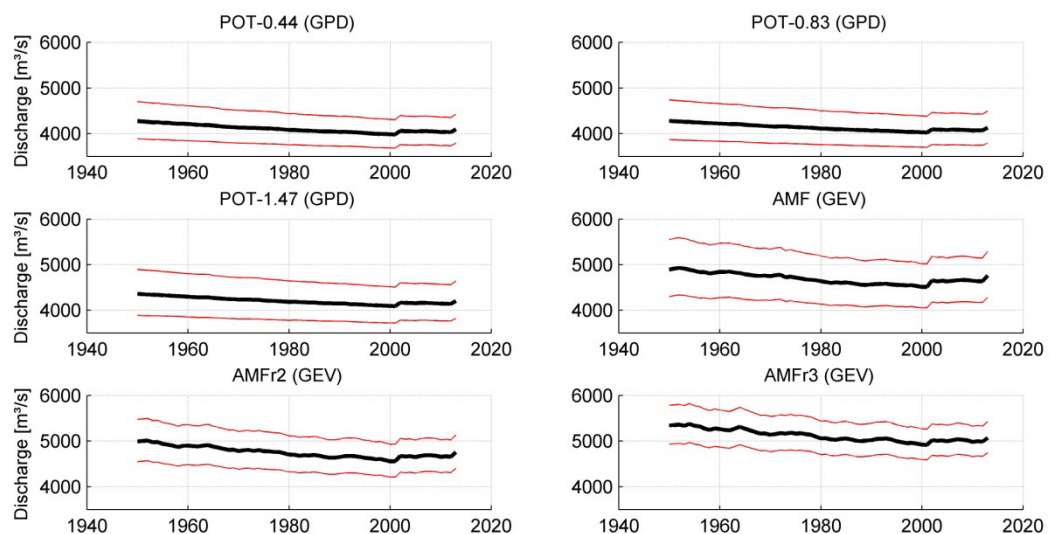 POT-0.44 (GPD)
Discharge [m³/s]
6000
5000
4000
1940 1960 1980 2000 2020
POT-0.83 (GPD)
6000
5000
4000
1940 1960 1980 2000 2020
POT-1.47 (GPD)
Discharge [m³/s]
6000
5000
4000
1940 1960 1980 2000 2020
AMF (GEV)
6000
5000
4000
1940 1960 1980 2000 2020
AMFr2 (GEV)
Discharge [m³/s]
6000
5000
4000
1940 1960 1980 2000 2020
AMFr3 (GEV)
6000
5000
4000
1940 1960 1980 2000 2020